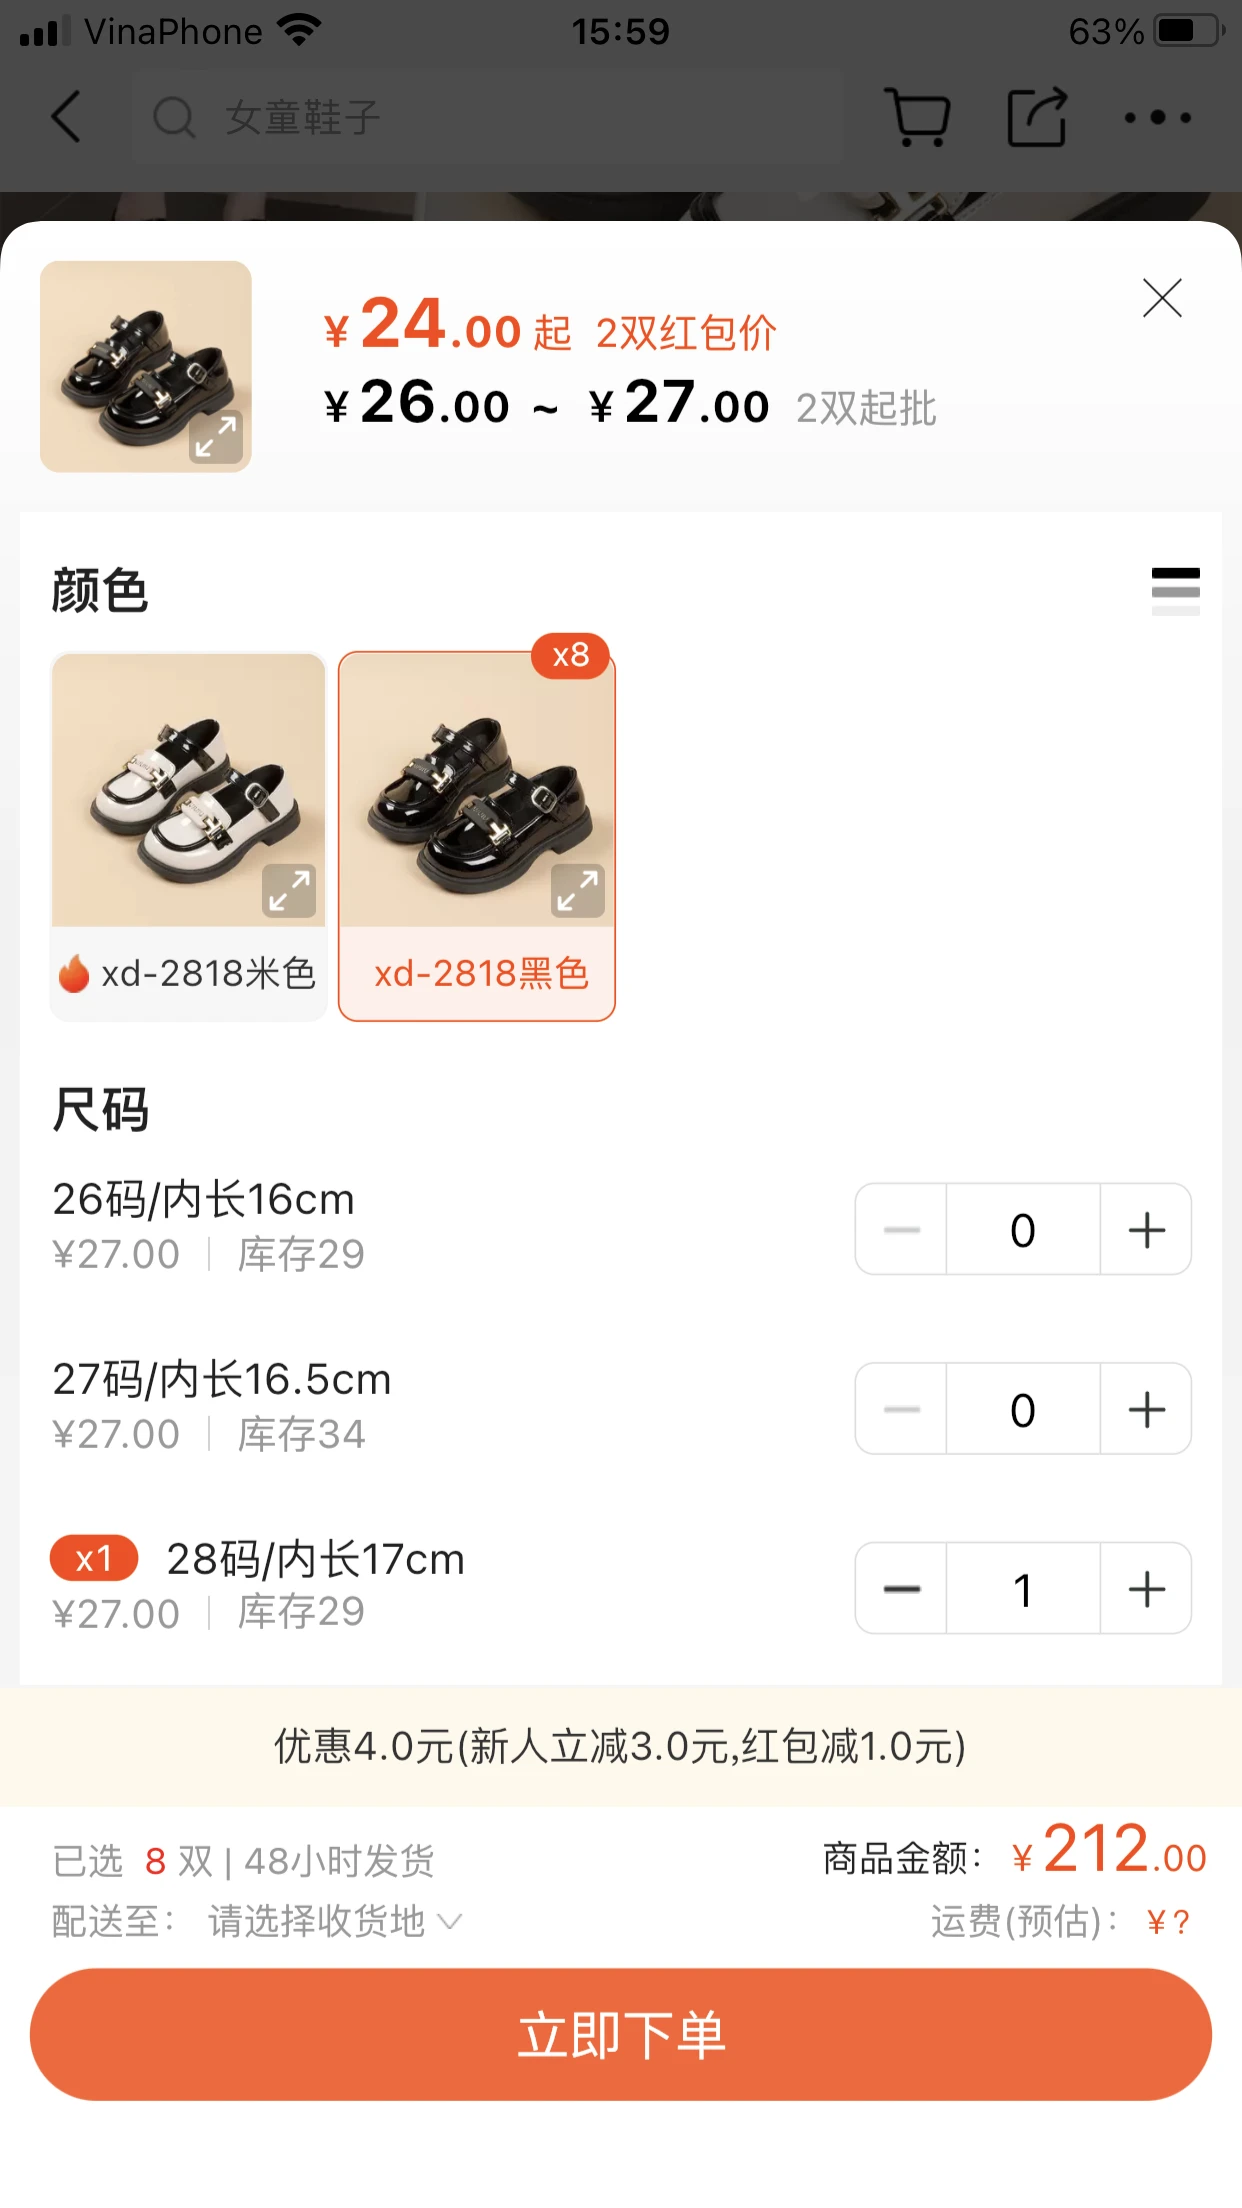 VinaPhone 15:59 63%
女童鞋子
¥24.00起 2双红包价
¥26.00 ~ ¥27.00 2双起批
颜色
x8
xd-2818米色 xd-2818黑色
尺码
26码/内长16cm
¥27.00 | 库存29
0
27码/内长16.5cm
¥27.00 | 库存34
0
x1 28码/内长17cm
¥27.00 | 库存29
1
优惠4.0元(新人立减3.0元,红包减1.0元)
已选 8 双 | 48小时发货 商品金额: ¥212.00
配送至: 请选择收货地 运费(预估): ¥?
立即下单